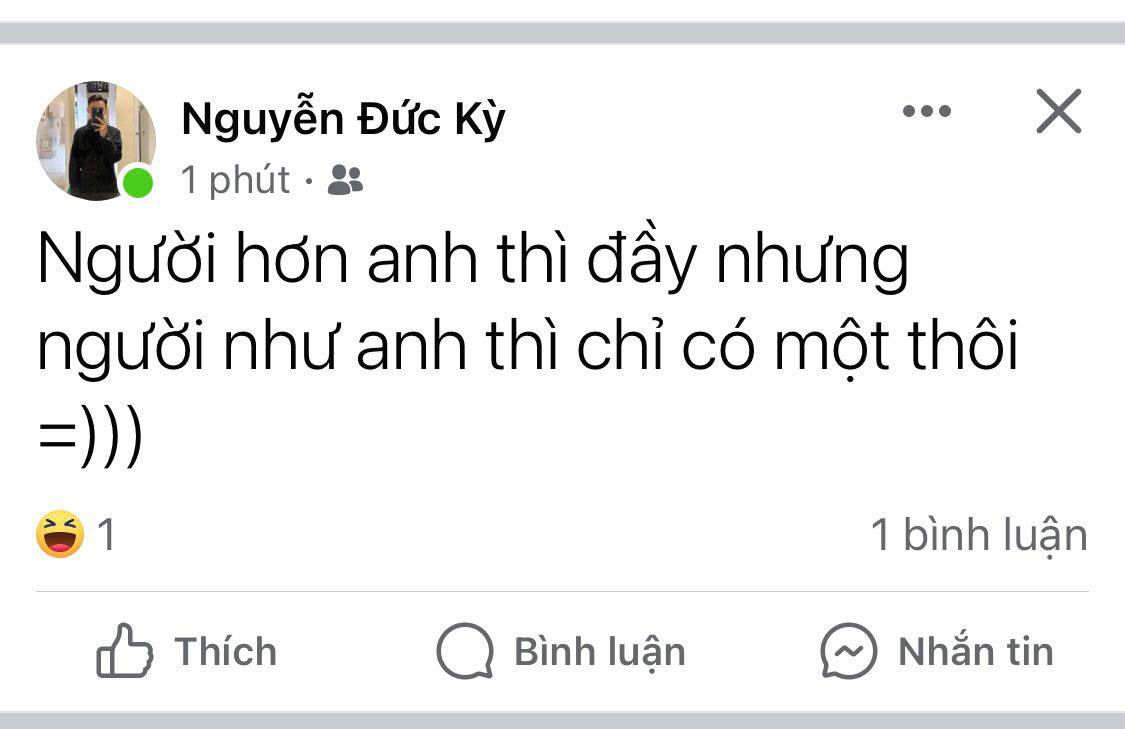 Nguyễn Đức Kỳ
1 phút ·
Người hơn anh thì đầy nhưng
người như anh thì chỉ có một thôi
=)))
1
1 bình luận
Thích
Bình luận
Nhắn tin